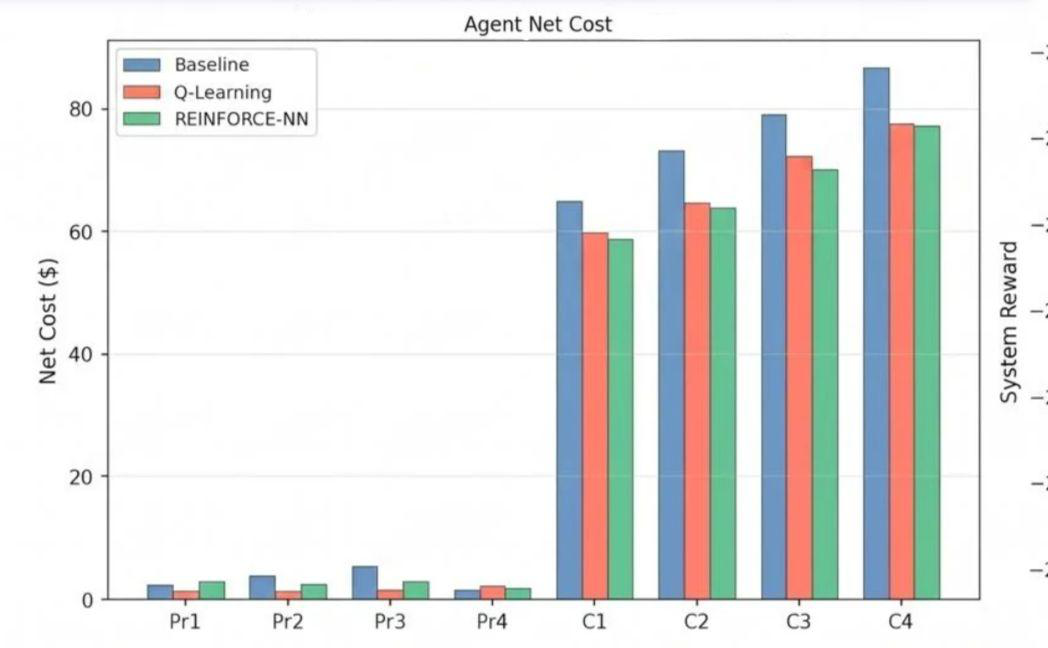 Agent Net Cost
Baseline
Q-Learning
REINFORCE-NN
Net Cost ($)
80
60
40
20
0
Pr1 Pr2 Pr3 Pr4 C1 C2 C3 C4
System Reward